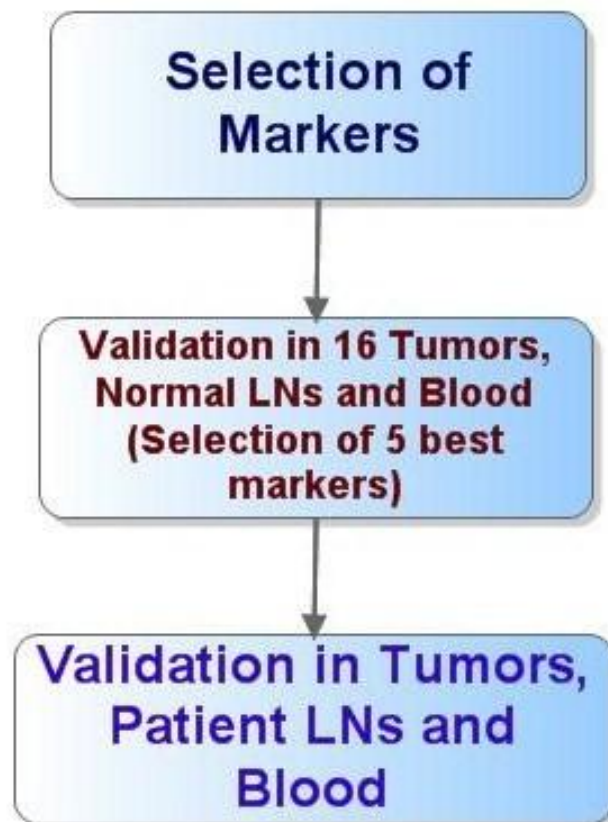 Selection of
Markers
Validation in 16 Tumors,
Normal LNs and Blood
(Selection of 5 best
markers)
Validation in Tumors,
Patient LNs and
Blood